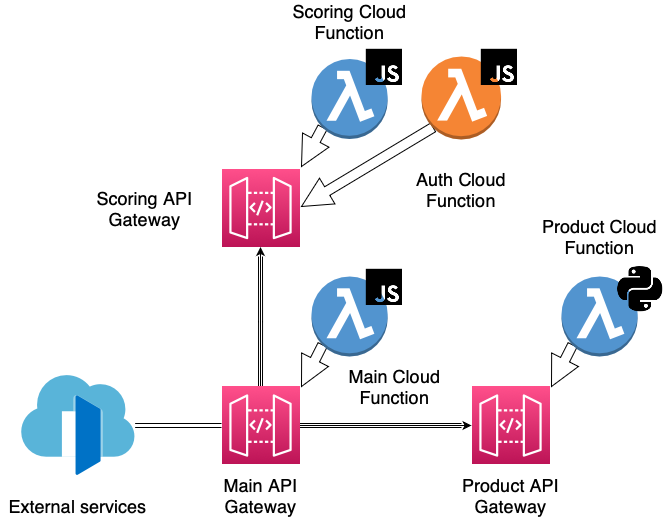 Scoring Cloud
Function
JS
JS
Auth Cloud
Function
Scoring API
Gateway
</>
Product Cloud
Function
JS
Main Cloud
Function
</>
</>
External services
Main API
Gateway
Product API
Gateway